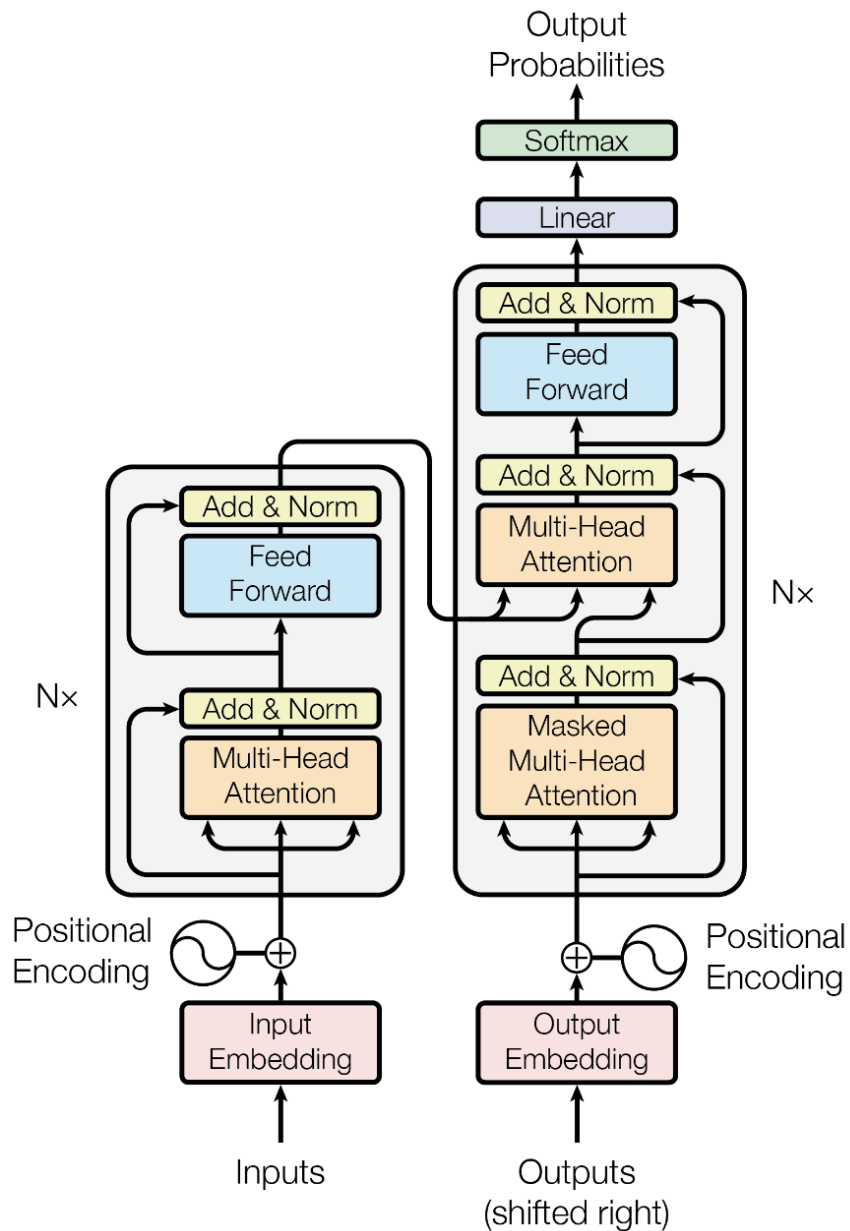 Output
Probabilities
Softmax
Linear
Add & Norm
Feed
Forward
Add & Norm
Multi-Head
Attention
Add & Norm
Masked
Multi-Head
Attention
N×
Add & Norm
Feed
Forward
Add & Norm
Multi-Head
Attention
N×
Positional
Encoding
Positional
Encoding
Input
Embedding
Output
Embedding
Inputs
Outputs
(shifted right)